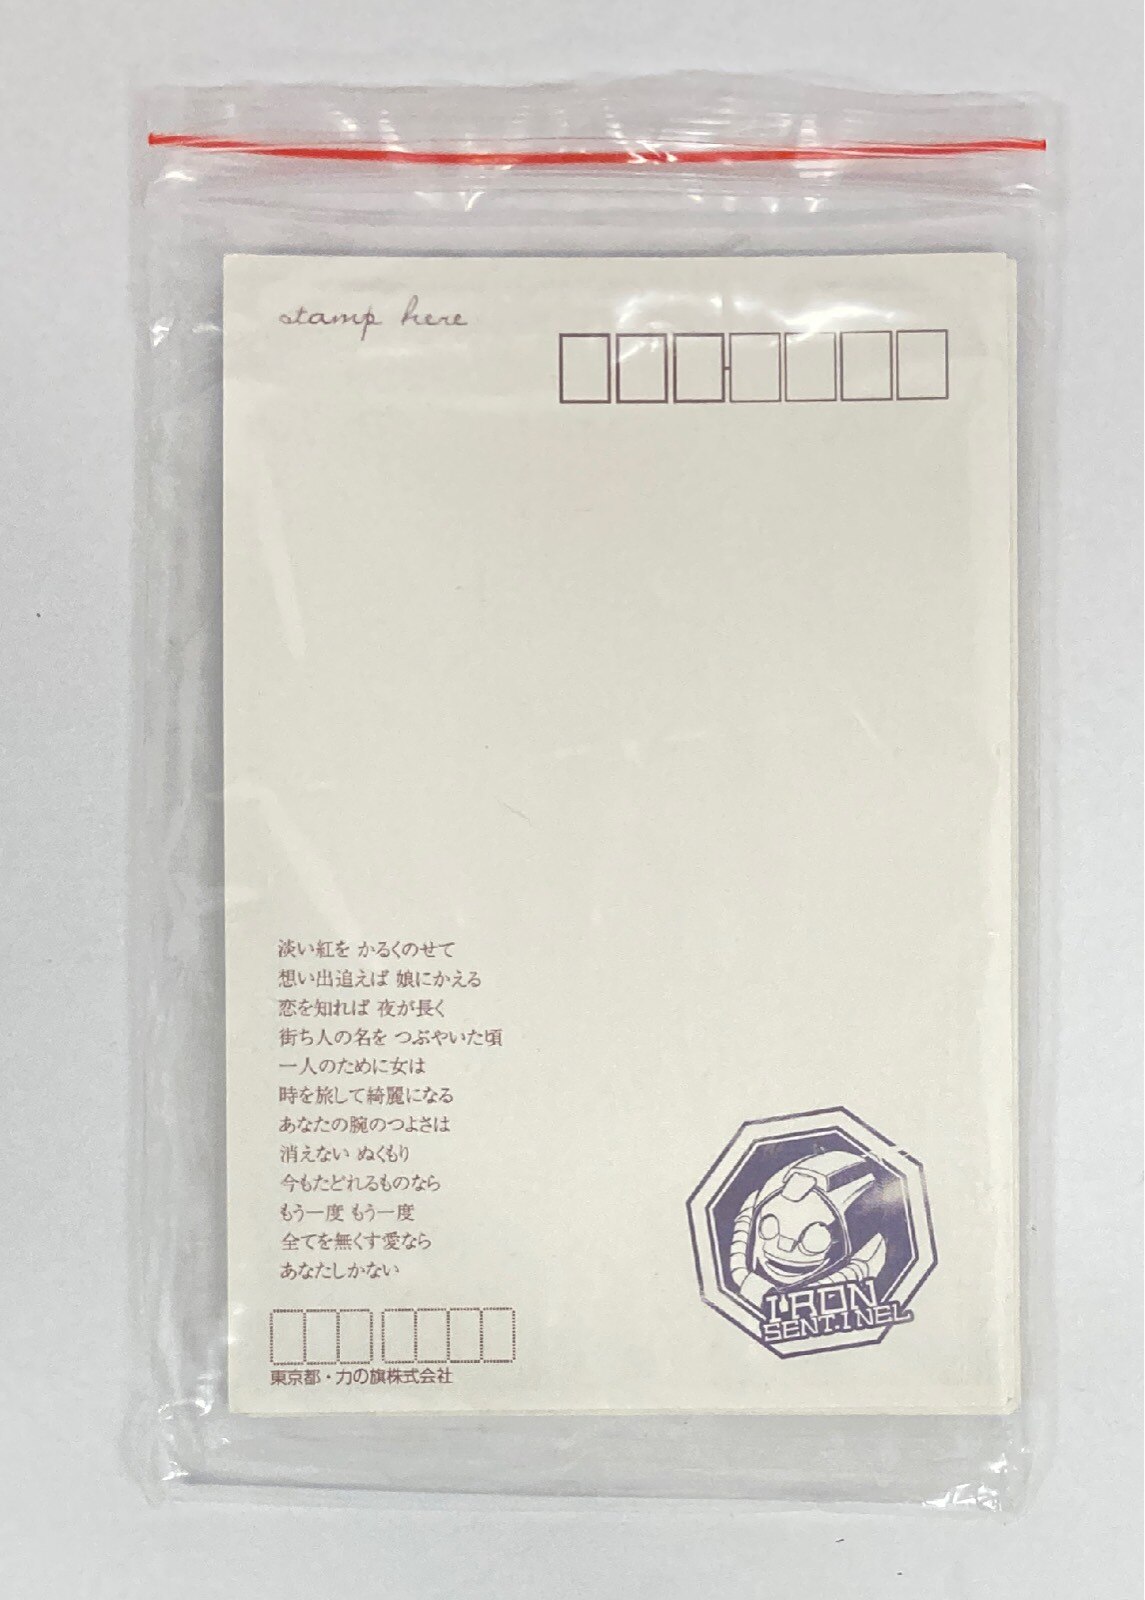 stamp here
淡い紅を かるくのせて
想い出追えば 娘にかえる
恋を知れば 夜が長く
街ち人の名を つぶやいた頃
一人のために女は
時を旅して綺麗になる
あなたの腕のつよさは
消えない ぬくもり
今もたどれるものなら
もう一度 もう一度
全てを無くす愛なら
あなたしかない
IRON
SENTINEL
東京都・力の旗株式会社